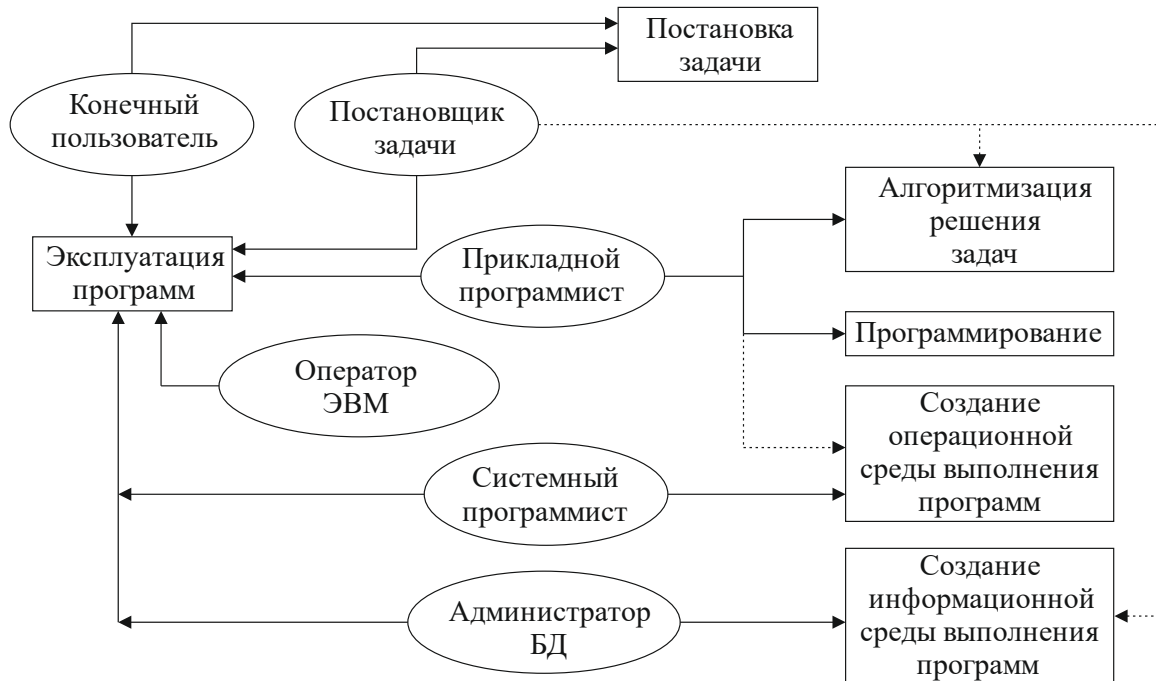 Постановка
задачи
Конечный
пользователь
Постановщик
задачи
Алгоритмизация
решения
задач
Эксплуатация
программ
Прикладной
программист
Программирование
Оператор
ЭВМ
Создание
операционной
среды выполнения
программ
Системный
программист
Создание
информационной
среды выполнения
программ
Администратор
БД